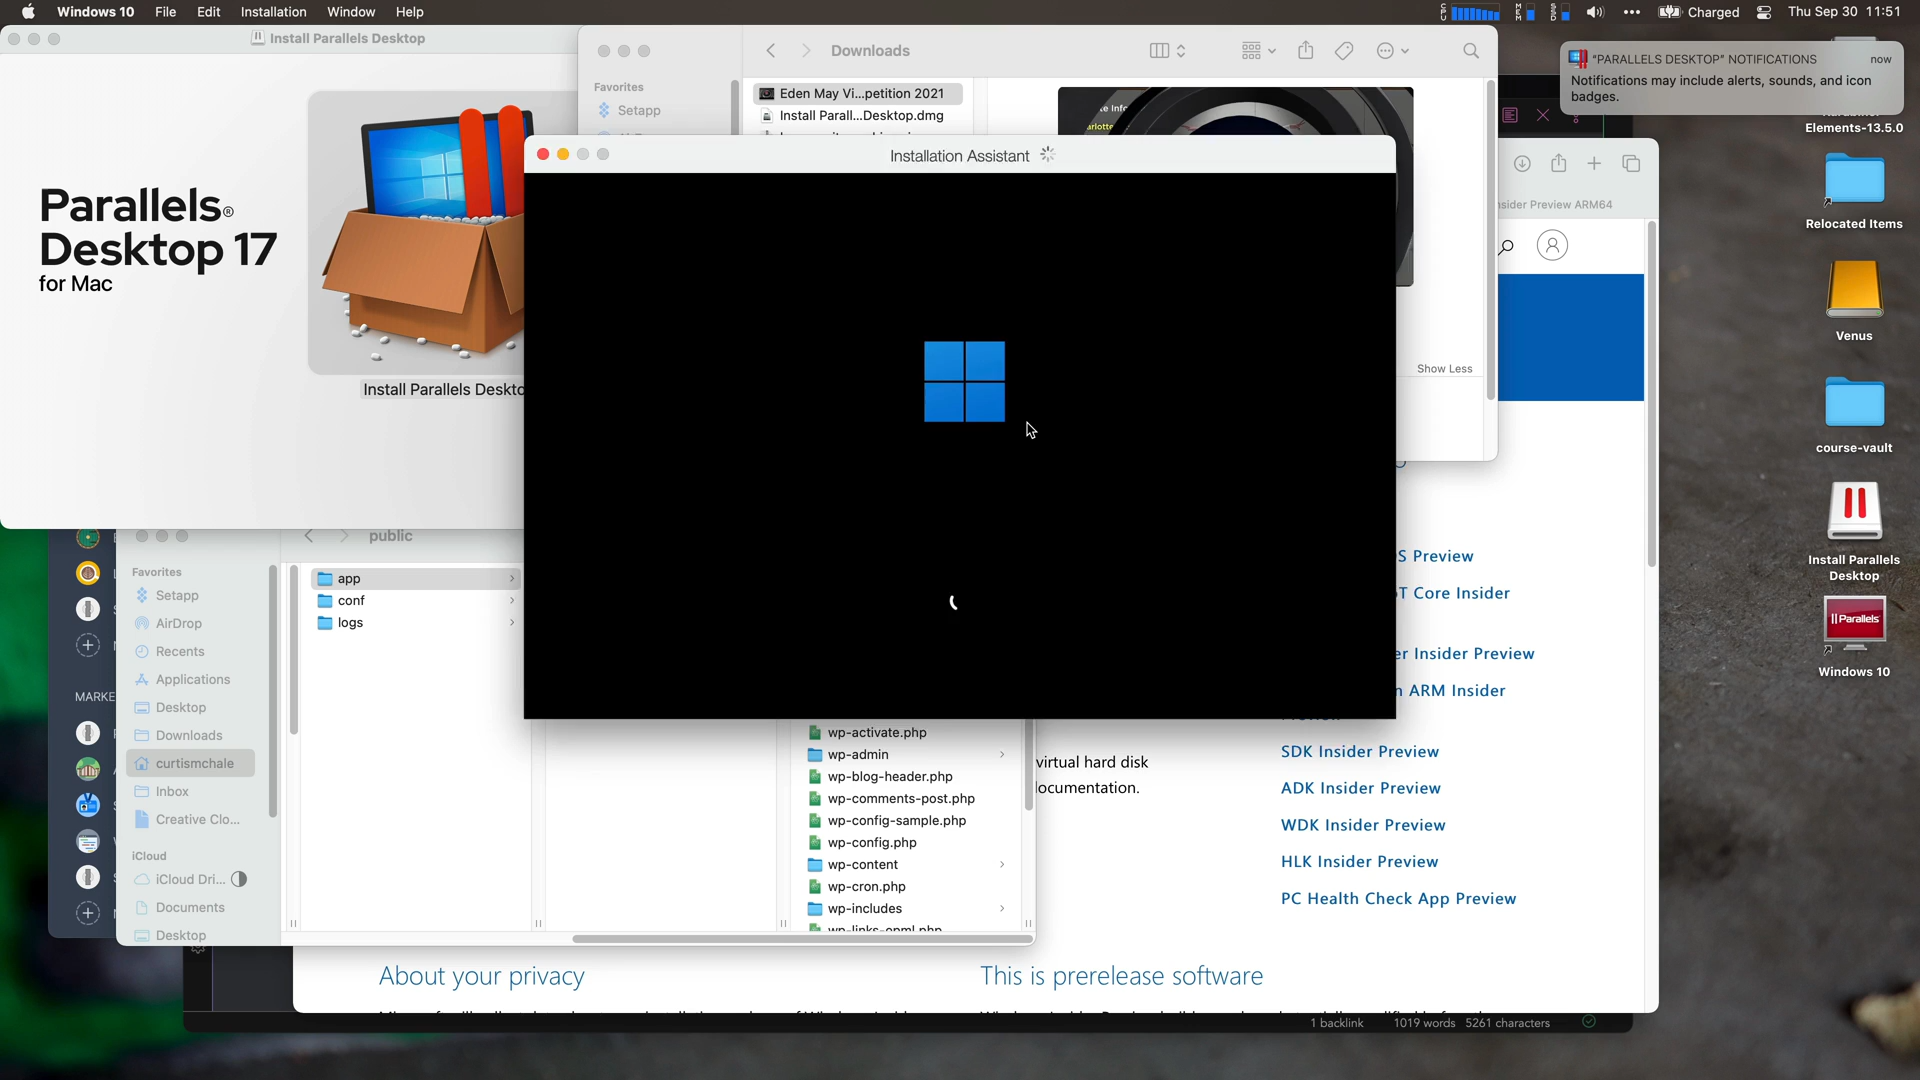 Windows 10 File Edit Installation Window Help
Charged Thu Sep 30 11:51
Install Parallels Desktop
Parallels®
Desktop 17
for Mac
Install Parallels Deskto
Downloads
Favorites
Setapp
Eden May Vi...petition 2021
Install Parall...Desktop.dmg
Show Less
"PARALLELS DESKTOP" NOTIFICATIONS now
Notifications may include alerts, sounds, and icon
badges.
Installation Assistant
Elements-13.5.0
Relocated Items
Venus
course-vault
Install Parallels
Desktop
Parallels
Windows 10
sider Preview ARM64
public
Favorites
Setapp
AirDrop
Recents
Applications
Desktop
Downloads
curtismchale
Inbox
Creative Clo...
iCloud
iCloud Dri...
Documents
Desktop
MARKE
app
conf
logs
wp-activate.php
wp-admin
wp-blog-header.php
wp-comments-post.php
wp-config-sample.php
wp-config.php
wp-content
wp-cron.php
wp-includes
wp-links-opml.php
virtual hard disk
documentation.
S Preview
T Core Insider
er Insider Preview
n ARM Insider
SDK Insider Preview
ADK Insider Preview
WDK Insider Preview
HLK Insider Preview
PC Health Check App Preview
About your privacy
This is prerelease software
1 backlink 1019 words 5261 characters